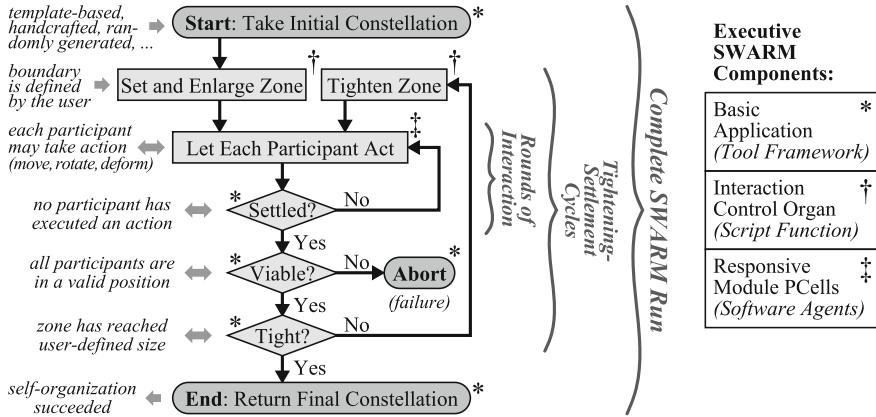 template-based,
handcrafted, ran-
domly generated, ...
Start: Take Initial Constellation *
boundary
is defined
by the user
Set and Enlarge Zone †
Tighten Zone †
each participant
may take action
(move, rotate, deform)
Let Each Participant Act ‡
no participant has
executed an action
* Settled? No
Yes
all participants are
in a valid position
* Viable? No
Abort *
(failure)
Yes
zone has reached
user-defined size
* Tight? No
Yes
self-organization
succeeded
End: Return Final Constellation *
Rounds of
Interaction
Tightening-
Settlement
Cycles
Complete SWARM Run
Executive
SWARM
Components:
Basic *
Application
(Tool Framework)
Interaction †
Control Organ
(Script Function)
Responsive ‡
Module PCells
(Software Agents)